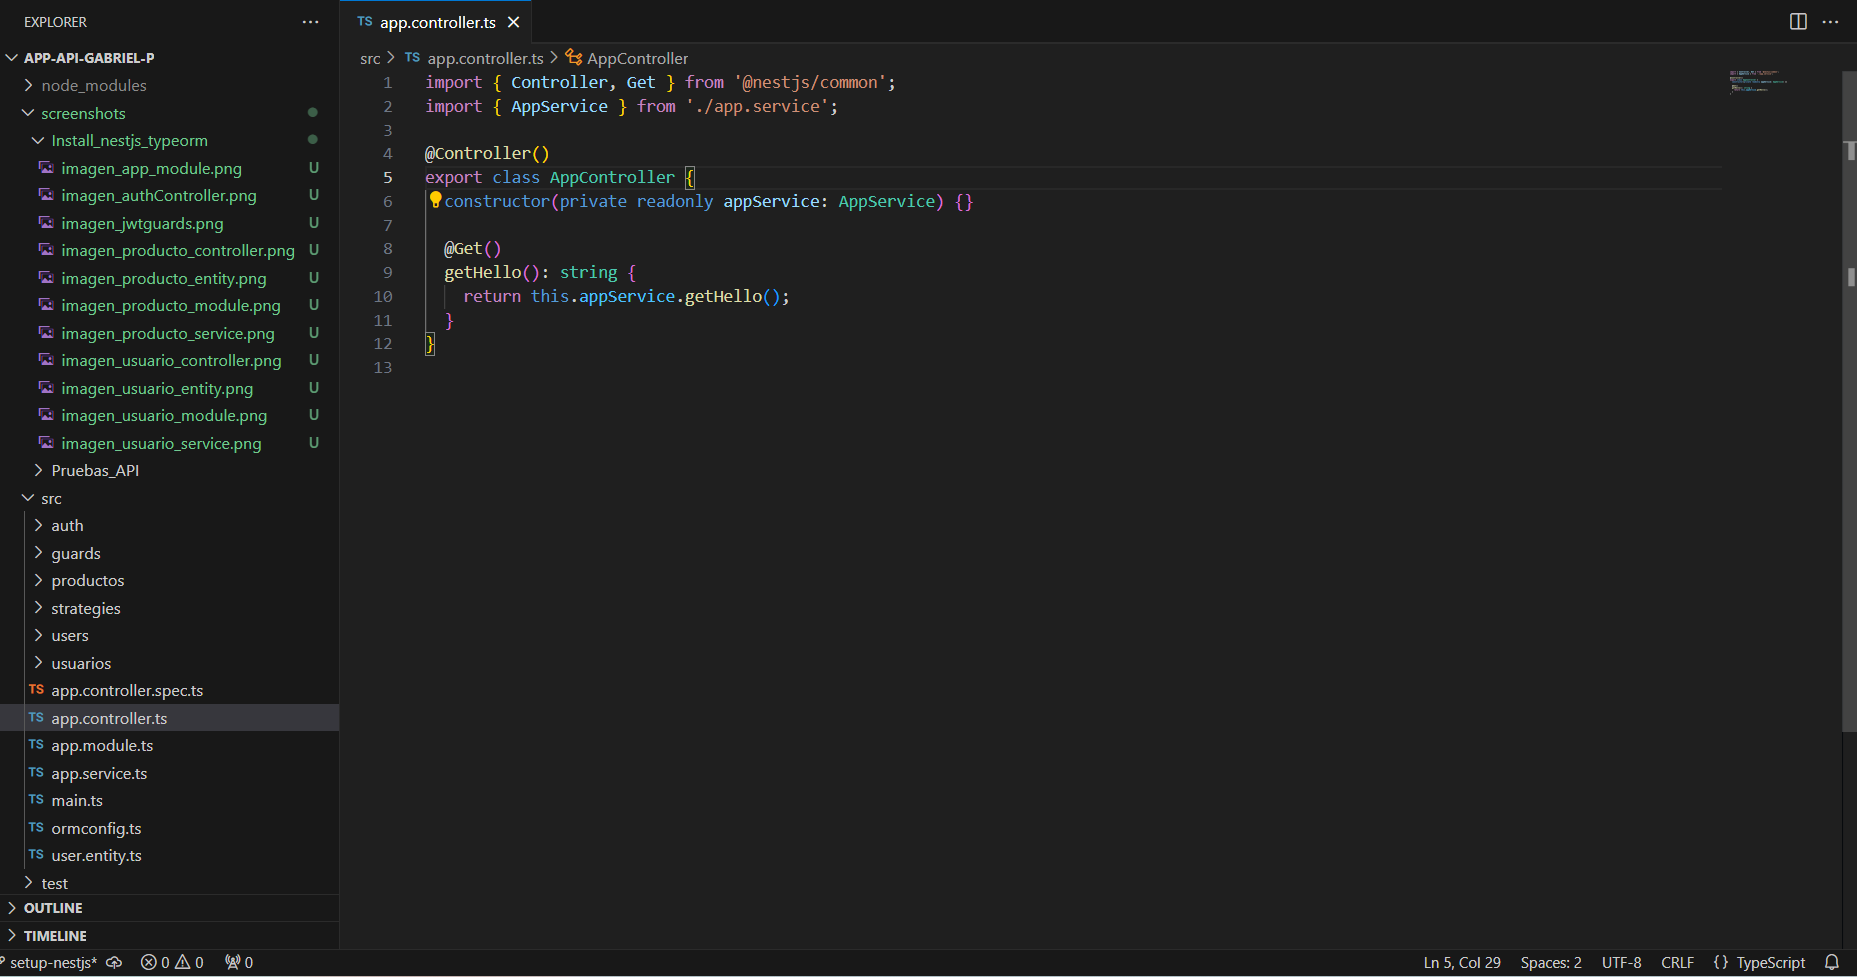 EXPLORER
APP-API-GABRIEL-P
node_modules
screenshots
Install_nestjs_typeorm
imagen_app_module.png U
imagen_authController.png U
imagen_jwtguards.png U
imagen_producto_controller.png U
imagen_producto_entity.png U
imagen_producto_module.png U
imagen_producto_service.png U
imagen_usuario_controller.png U
imagen_usuario_entity.png U
imagen_usuario_module.png U
imagen_usuario_service.png U
Pruebas_API
src
auth
guards
productos
strategies
users
usuarios
TS app.controller.spec.ts
TS app.controller.ts
TS app.module.ts
TS app.service.ts
TS main.ts
TS ormconfig.ts
TS user.entity.ts
test
OUTLINE
TIMELINE
TS app.controller.ts
src > TS app.controller.ts > AppController
1 import { Controller, Get } from '@nestjs/common';
2 import { AppService } from './app.service';
3
4 @Controller()
5 export class AppController {
6 constructor(private readonly appService: AppService) {}
7
8 @Get()
9 getHello(): string {
10 return this.appService.getHello();
11 }
12 }
13
setup-nestjs* 0 0 0 Ln 5, Col 29 Spaces: 2 UTF-8 CRLF {} TypeScript